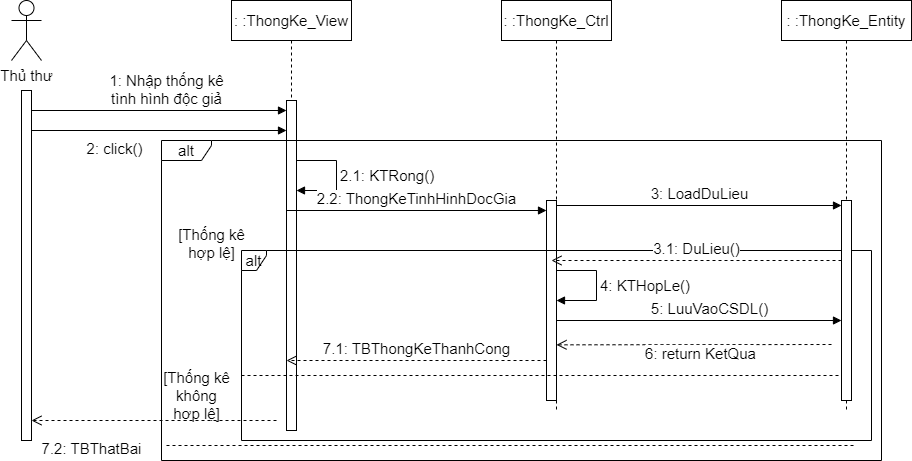 : :ThongKe_View
: :ThongKe_Ctrl
: :ThongKe_Entity
Thủ thư
1: Nhập thống kê
tình hình độc giả
2: click()
alt
2.1: KTRong()
2.2: ThongKeTinhHinhDocGia
3: LoadDuLieu
[Thống kê
hợp lệ]
3.1: DuLieu()
alt
4: KTHopLe()
5: LuuVaoCSDL()
7.1: TBThongKeThanhCong
6: return KetQua
[Thống kê
không
hợp lệ]
7.2: TBThatBai